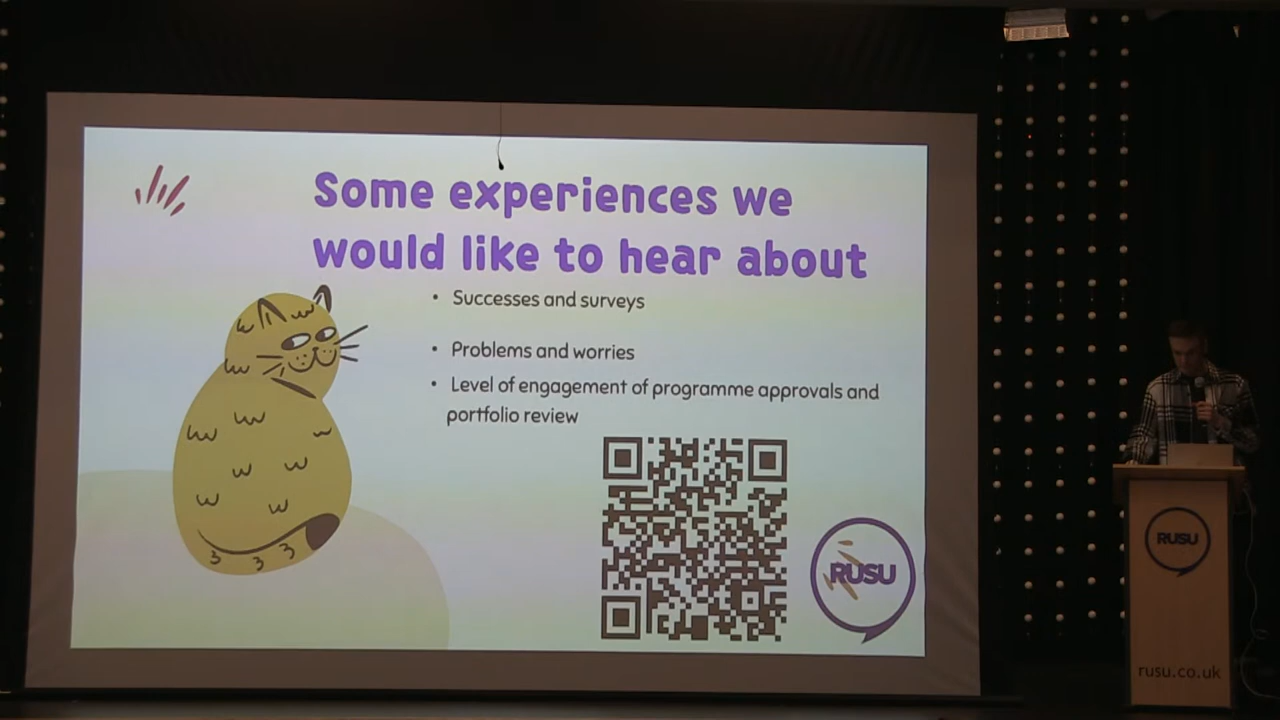 Some experiences we
would like to hear about
• Successes and surveys
• Problems and worries
• Level of engagement of programme approvals and
portfolio review
RUSU
RUSU
rusu.co.uk